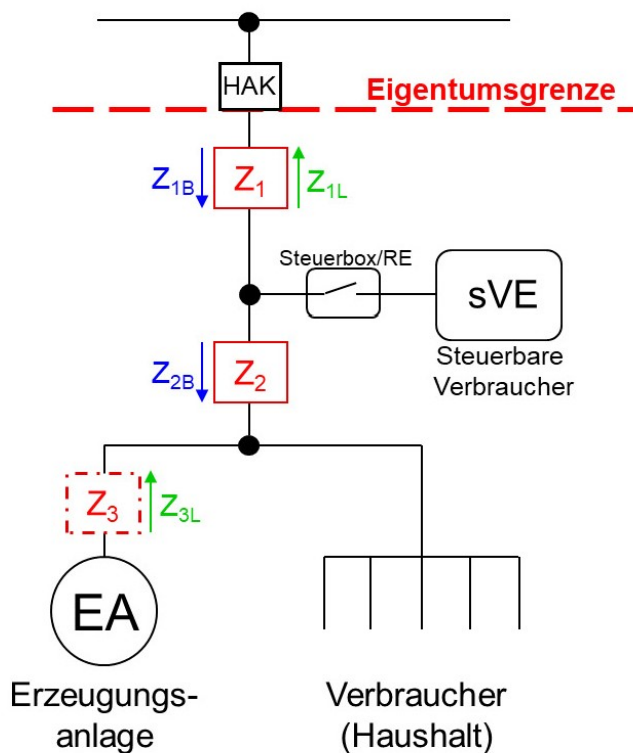 HAK
Eigentumsgrenze
Z1B
Z1
Z1L
Steuerbox/RE
sVE
Steuerbare
Verbraucher
Z2B
Z2
Z3
Z3L
EA
Erzeugungs-
anlage
Verbraucher
(Haushalt)